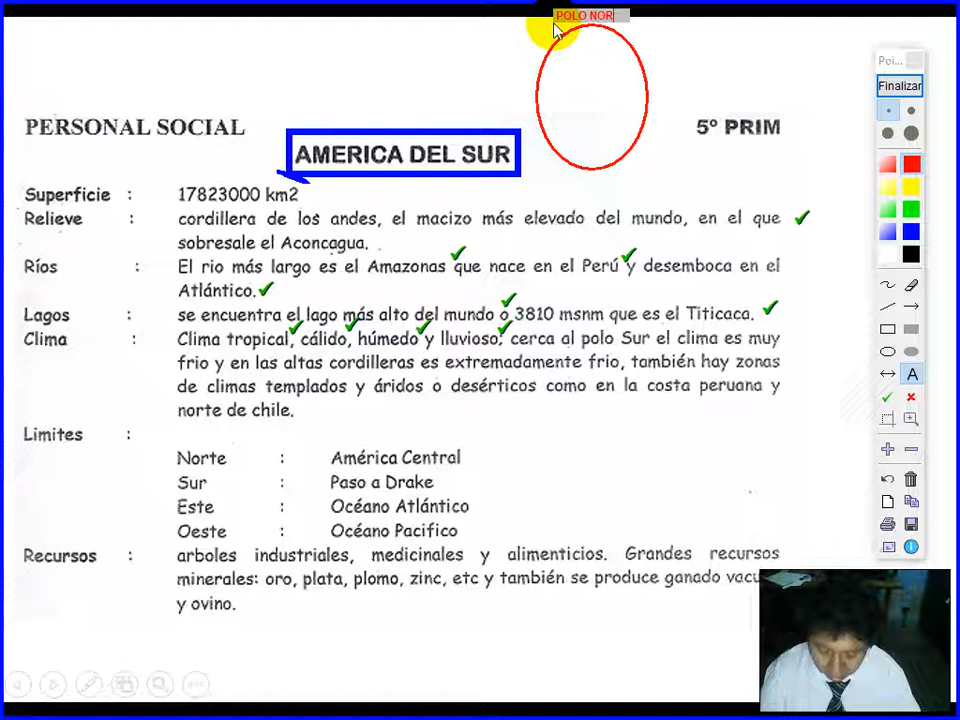 POLO NOR
Poi...
Finalizar
PERSONAL SOCIAL
5º PRIM
AMERICA DEL SUR
Superficie : 17823000 km2
Relieve : cordillera de los andes, el macizo más elevado del mundo, en el que
sobresale el Aconcagua.
Ríos : El rio más largo es el Amazonas que nace en el Perú y desemboca en el
Atlántico.
Lagos : se encuentra el lago más alto del mundo o 3810 msnm que es el Titicaca.
Clima : Clima tropical, cálido, húmedo y lluvioso; cerca al polo Sur el clima es muy
frio y en las altas cordilleras es extremadamente frio, también hay zonas
de climas templados y áridos o desérticos como en la costa peruana y
norte de chile.
Limites :
Norte : América Central
Sur : Paso a Drake
Este : Océano Atlántico
Oeste : Océano Pacifico
Recursos : arboles industriales, medicinales y alimenticios. Grandes recursos
minerales: oro, plata, plomo, zinc, etc y también se produce ganado vacu
y ovino.